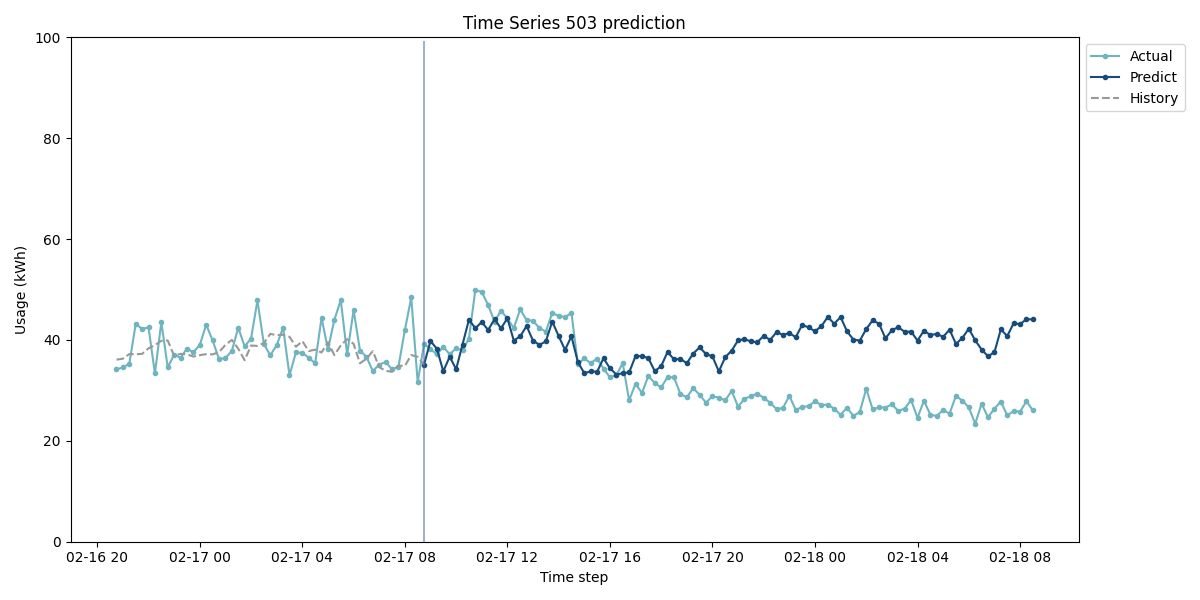 Time Series 503 prediction
Usage (kWh)
100
80
60
40
20
0
02-16 20
02-17 00
02-17 04
02-17 08
02-17 12
02-17 16
02-17 20
02-18 00
02-18 04
02-18 08
Time step
Actual
Predict
History